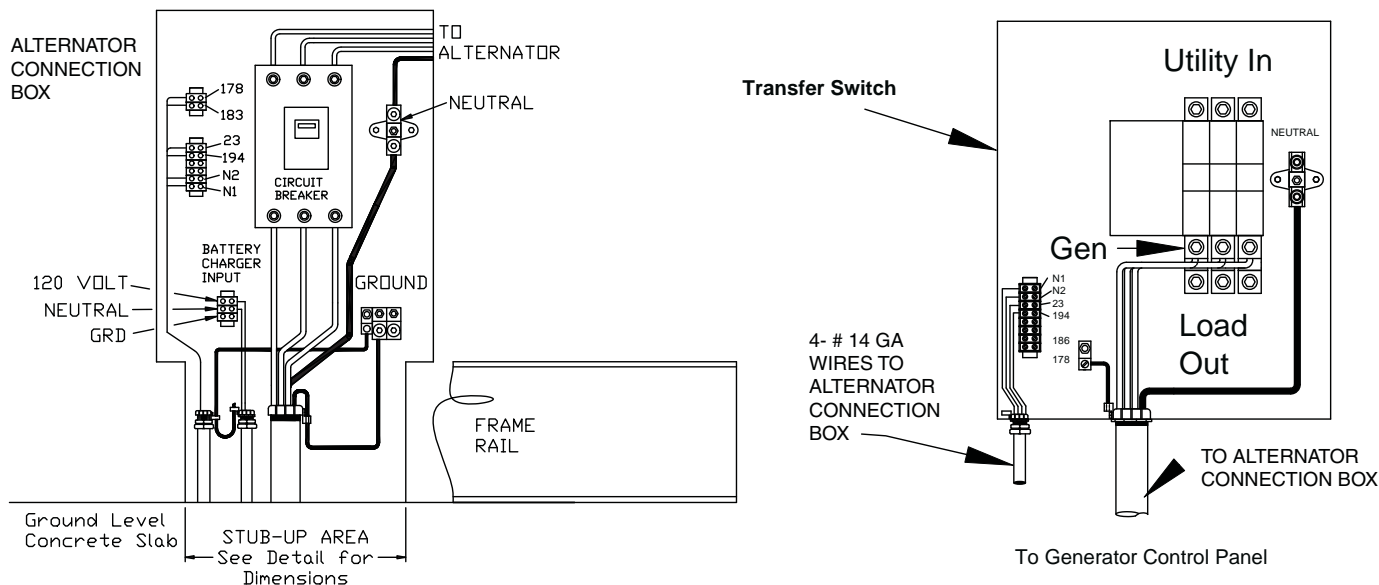 ALTERNATOR
CONNECTION
BOX
TO
ALTERNATOR
178
183
NEUTRAL
23
194
N2
N1
CIRCUIT
BREAKER
BATTERY
CHARGER
INPUT
120 VOLT
NEUTRAL
GRD
GROUND
FRAME
RAIL
Ground Level
Concrete Slab
STUB-UP AREA
See Detail for
Dimensions
Transfer Switch
Utility In
NEUTRAL
Gen
N1
N2
23
194
186
178
Load
Out
4- # 14 GA
WIRES TO
ALTERNATOR
CONNECTION
BOX
TO ALTERNATOR
CONNECTION BOX
To Generator Control Panel